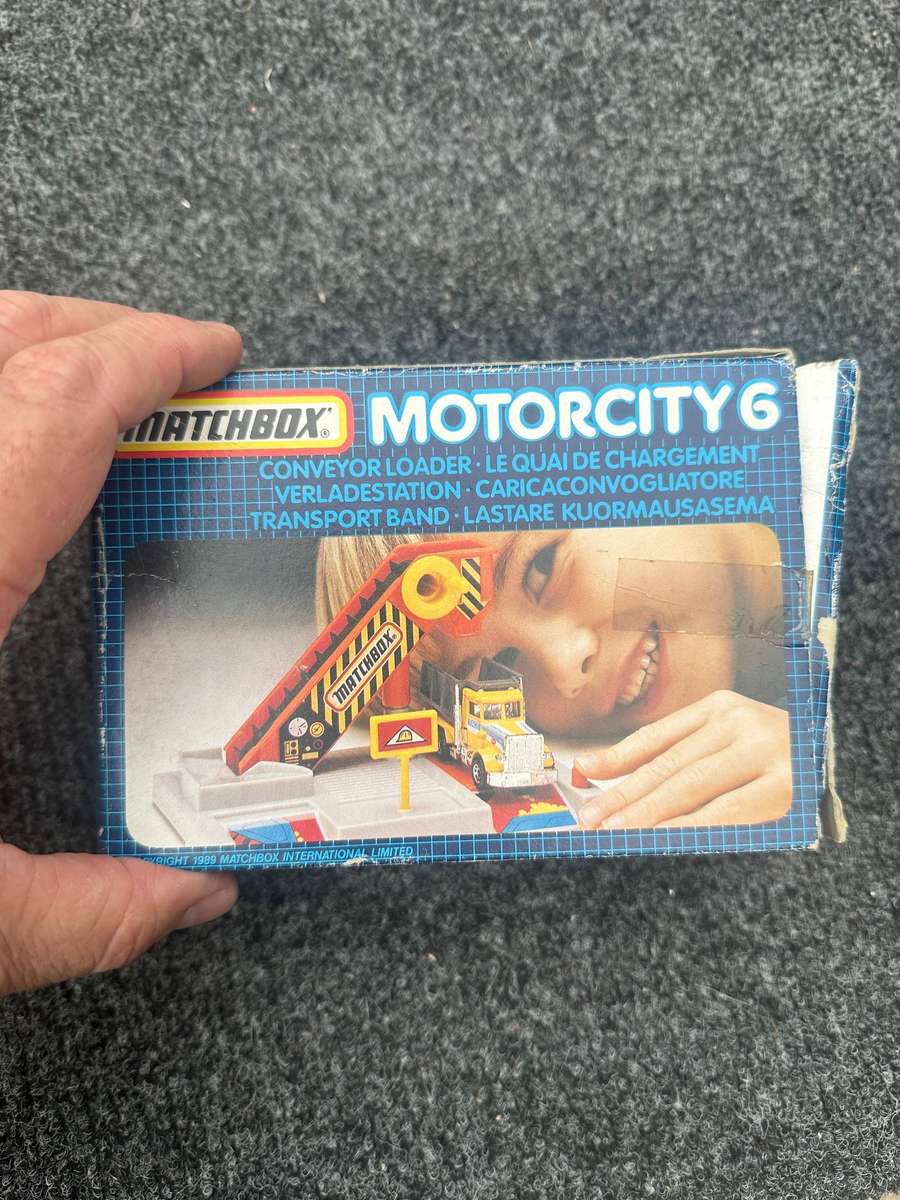 MATCHBOX®
MOTORCITY 6
CONVEYOR LOADER · LE QUAI DE CHARGEMENT
VERLADESTATION · CARICACONVOGLIATORE
TRANSPORT BAND · LASTARE KUORMAUSASEMA
MATCHBOX®
COPYRIGHT 1989 MATCHBOX INTERNATIONAL LIMITED